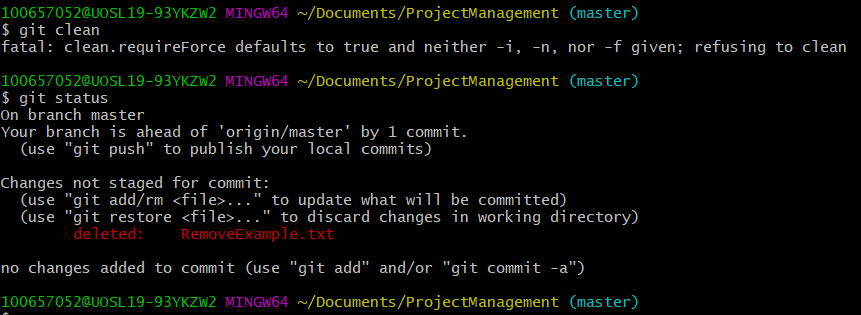 100657052@UOSL19-93YKZW2 MINGW64 ~/Documents/ProjectManagement (master)
$ git clean
fatal: clean.requireForce defaults to true and neither -i, -n, nor -f given; refusing to clean
100657052@UOSL19-93YKZW2 MINGW64 ~/Documents/ProjectManagement (master)
$ git status
On branch master
Your branch is ahead of 'origin/master' by 1 commit.
  (use "git push" to publish your local commits)
Changes not staged for commit:
  (use "git add/rm <file>..." to update what will be committed)
  (use "git restore <file>..." to discard changes in working directory)
        deleted:    RemoveExample.txt
no changes added to commit (use "git add" and/or "git commit -a")
100657052@UOSL19-93YKZW2 MINGW64 ~/Documents/ProjectManagement (master)
$